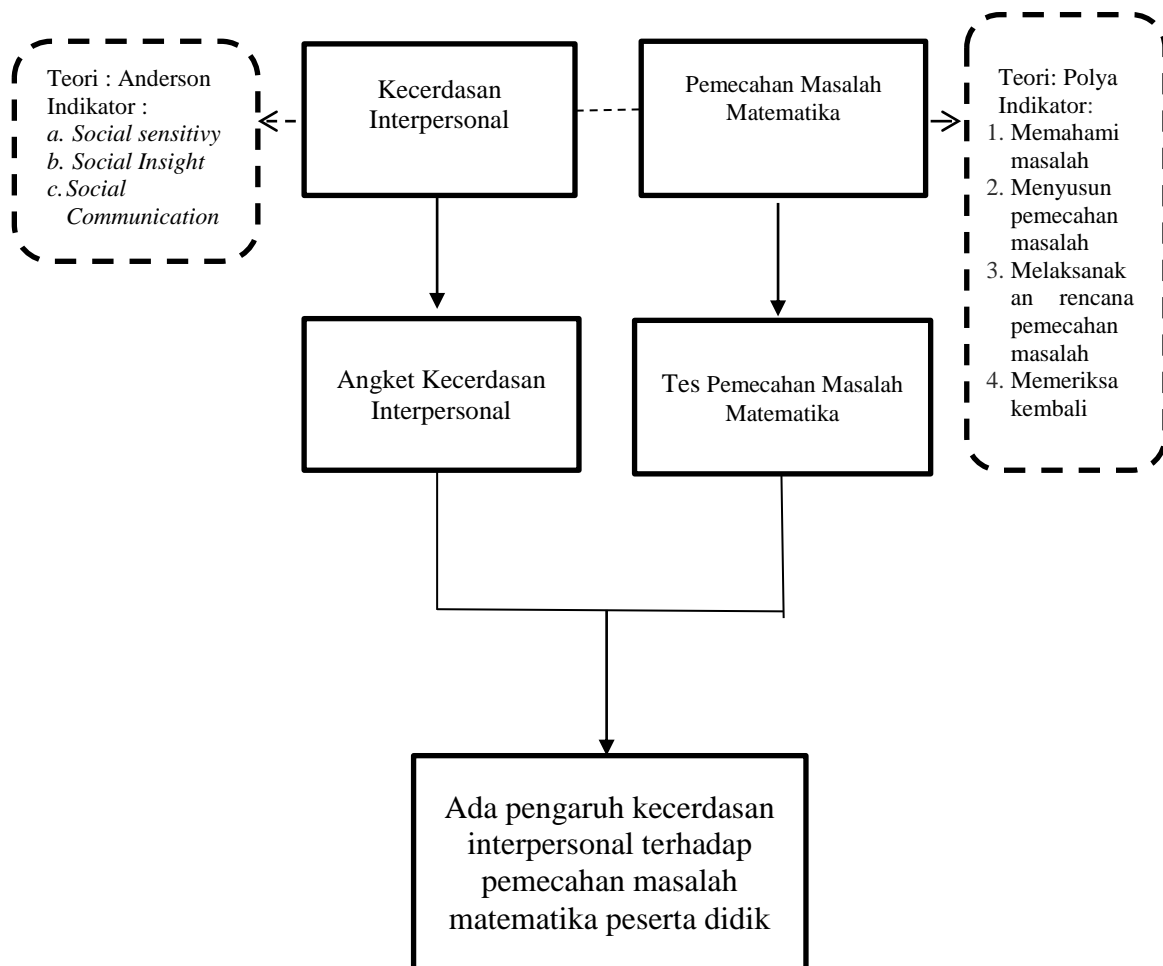 Teori : Anderson
Indikator :
a. Social sensitivy
b. Social Insight
c. Social
Communication
Kecerdasan
Interpersonal
Pemecahan Masalah
Matematika
Teori: Polya
Indikator:
1. Memahami
masalah
2. Menyusun
pemecahan
masalah
3. Melaksanak
an rencana
pemecahan
masalah
4. Memeriksa
kembali
Angket Kecerdasan
Interpersonal
Tes Pemecahan Masalah
Matematika
Ada pengaruh kecerdasan
interpersonal terhadap
pemecahan masalah
matematika peserta didik